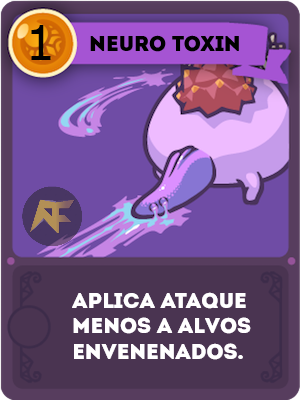 1
NEURO TOXIN
APLICA ATAQUE
MENOS A ALVOS
ENVENENADOS.